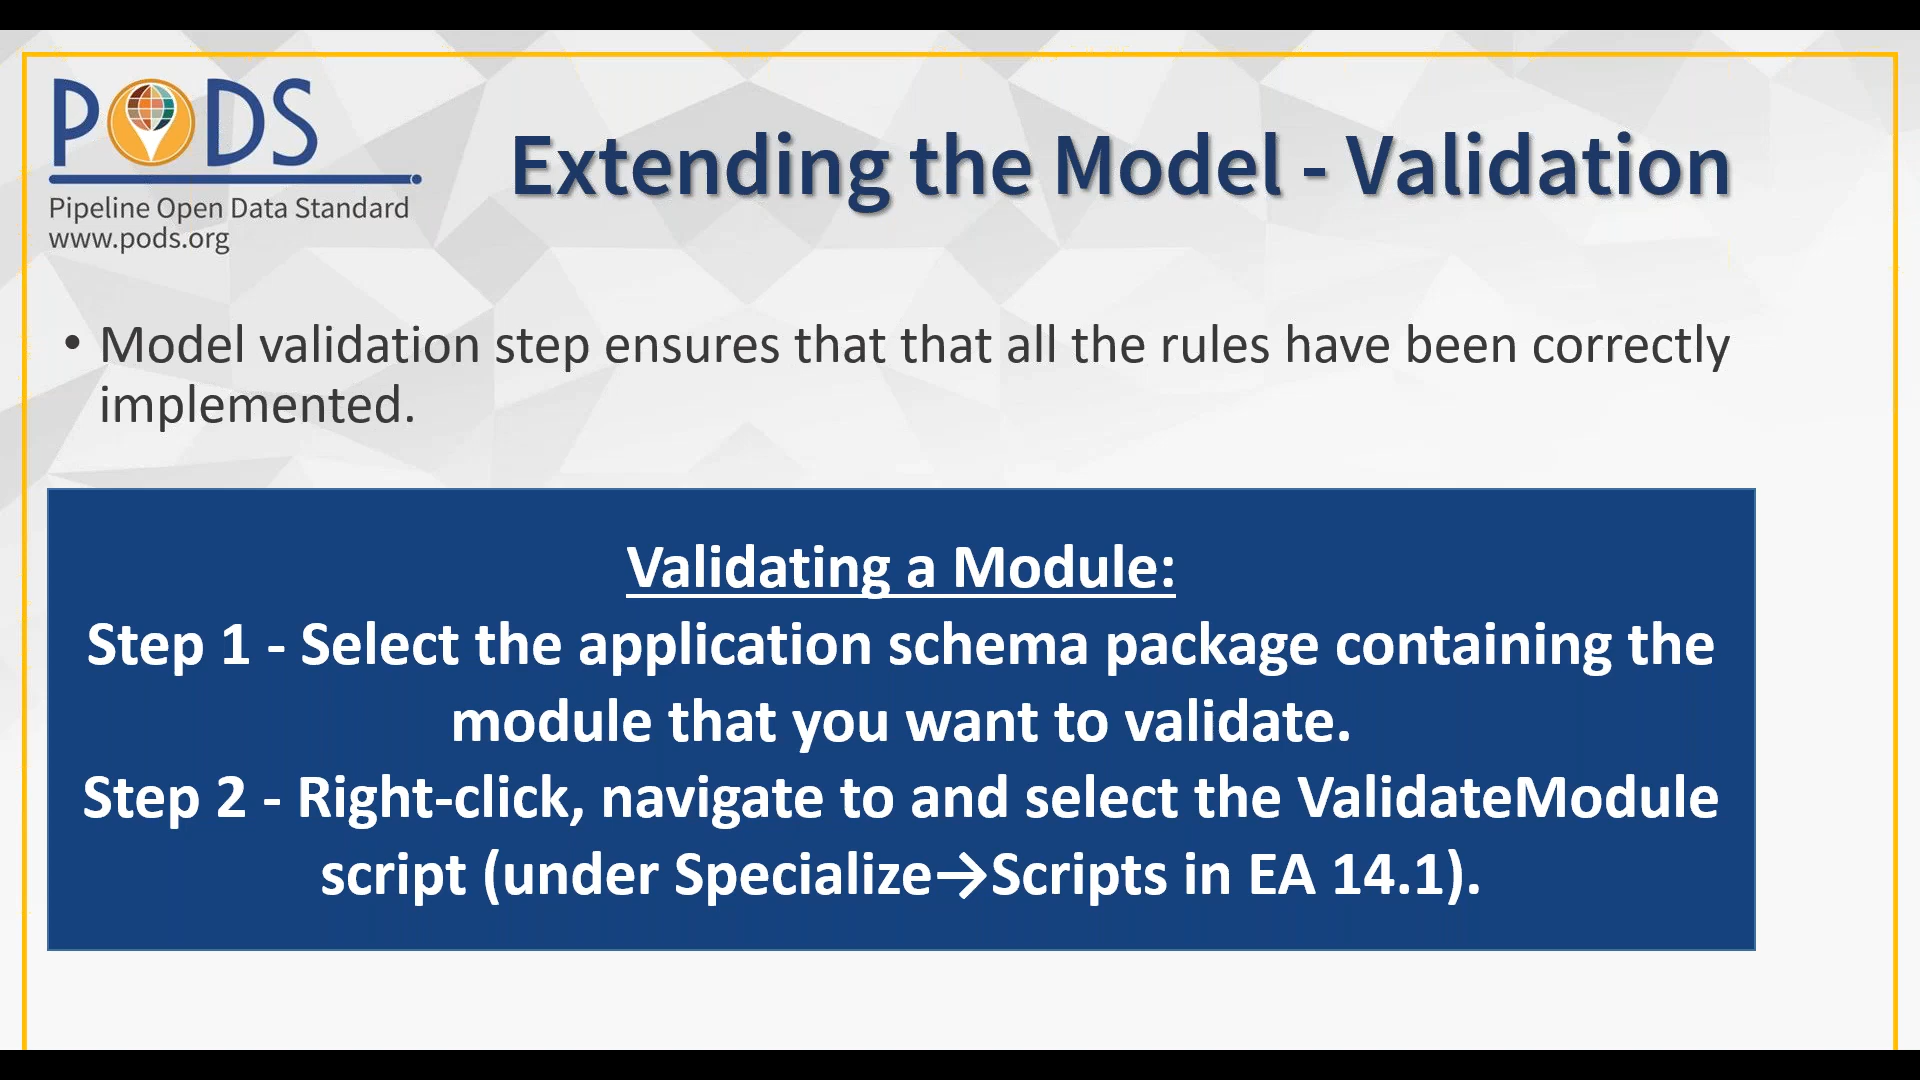 PODS
Pipeline Open Data Standard
www.pods.org
Extending the Model - Validation
• Model validation step ensures that that all the rules have been correctly
implemented.
Validating a Module:
Step 1 - Select the application schema package containing the
module that you want to validate.
Step 2 - Right-click, navigate to and select the ValidateModule
script (under Specialize→Scripts in EA 14.1).